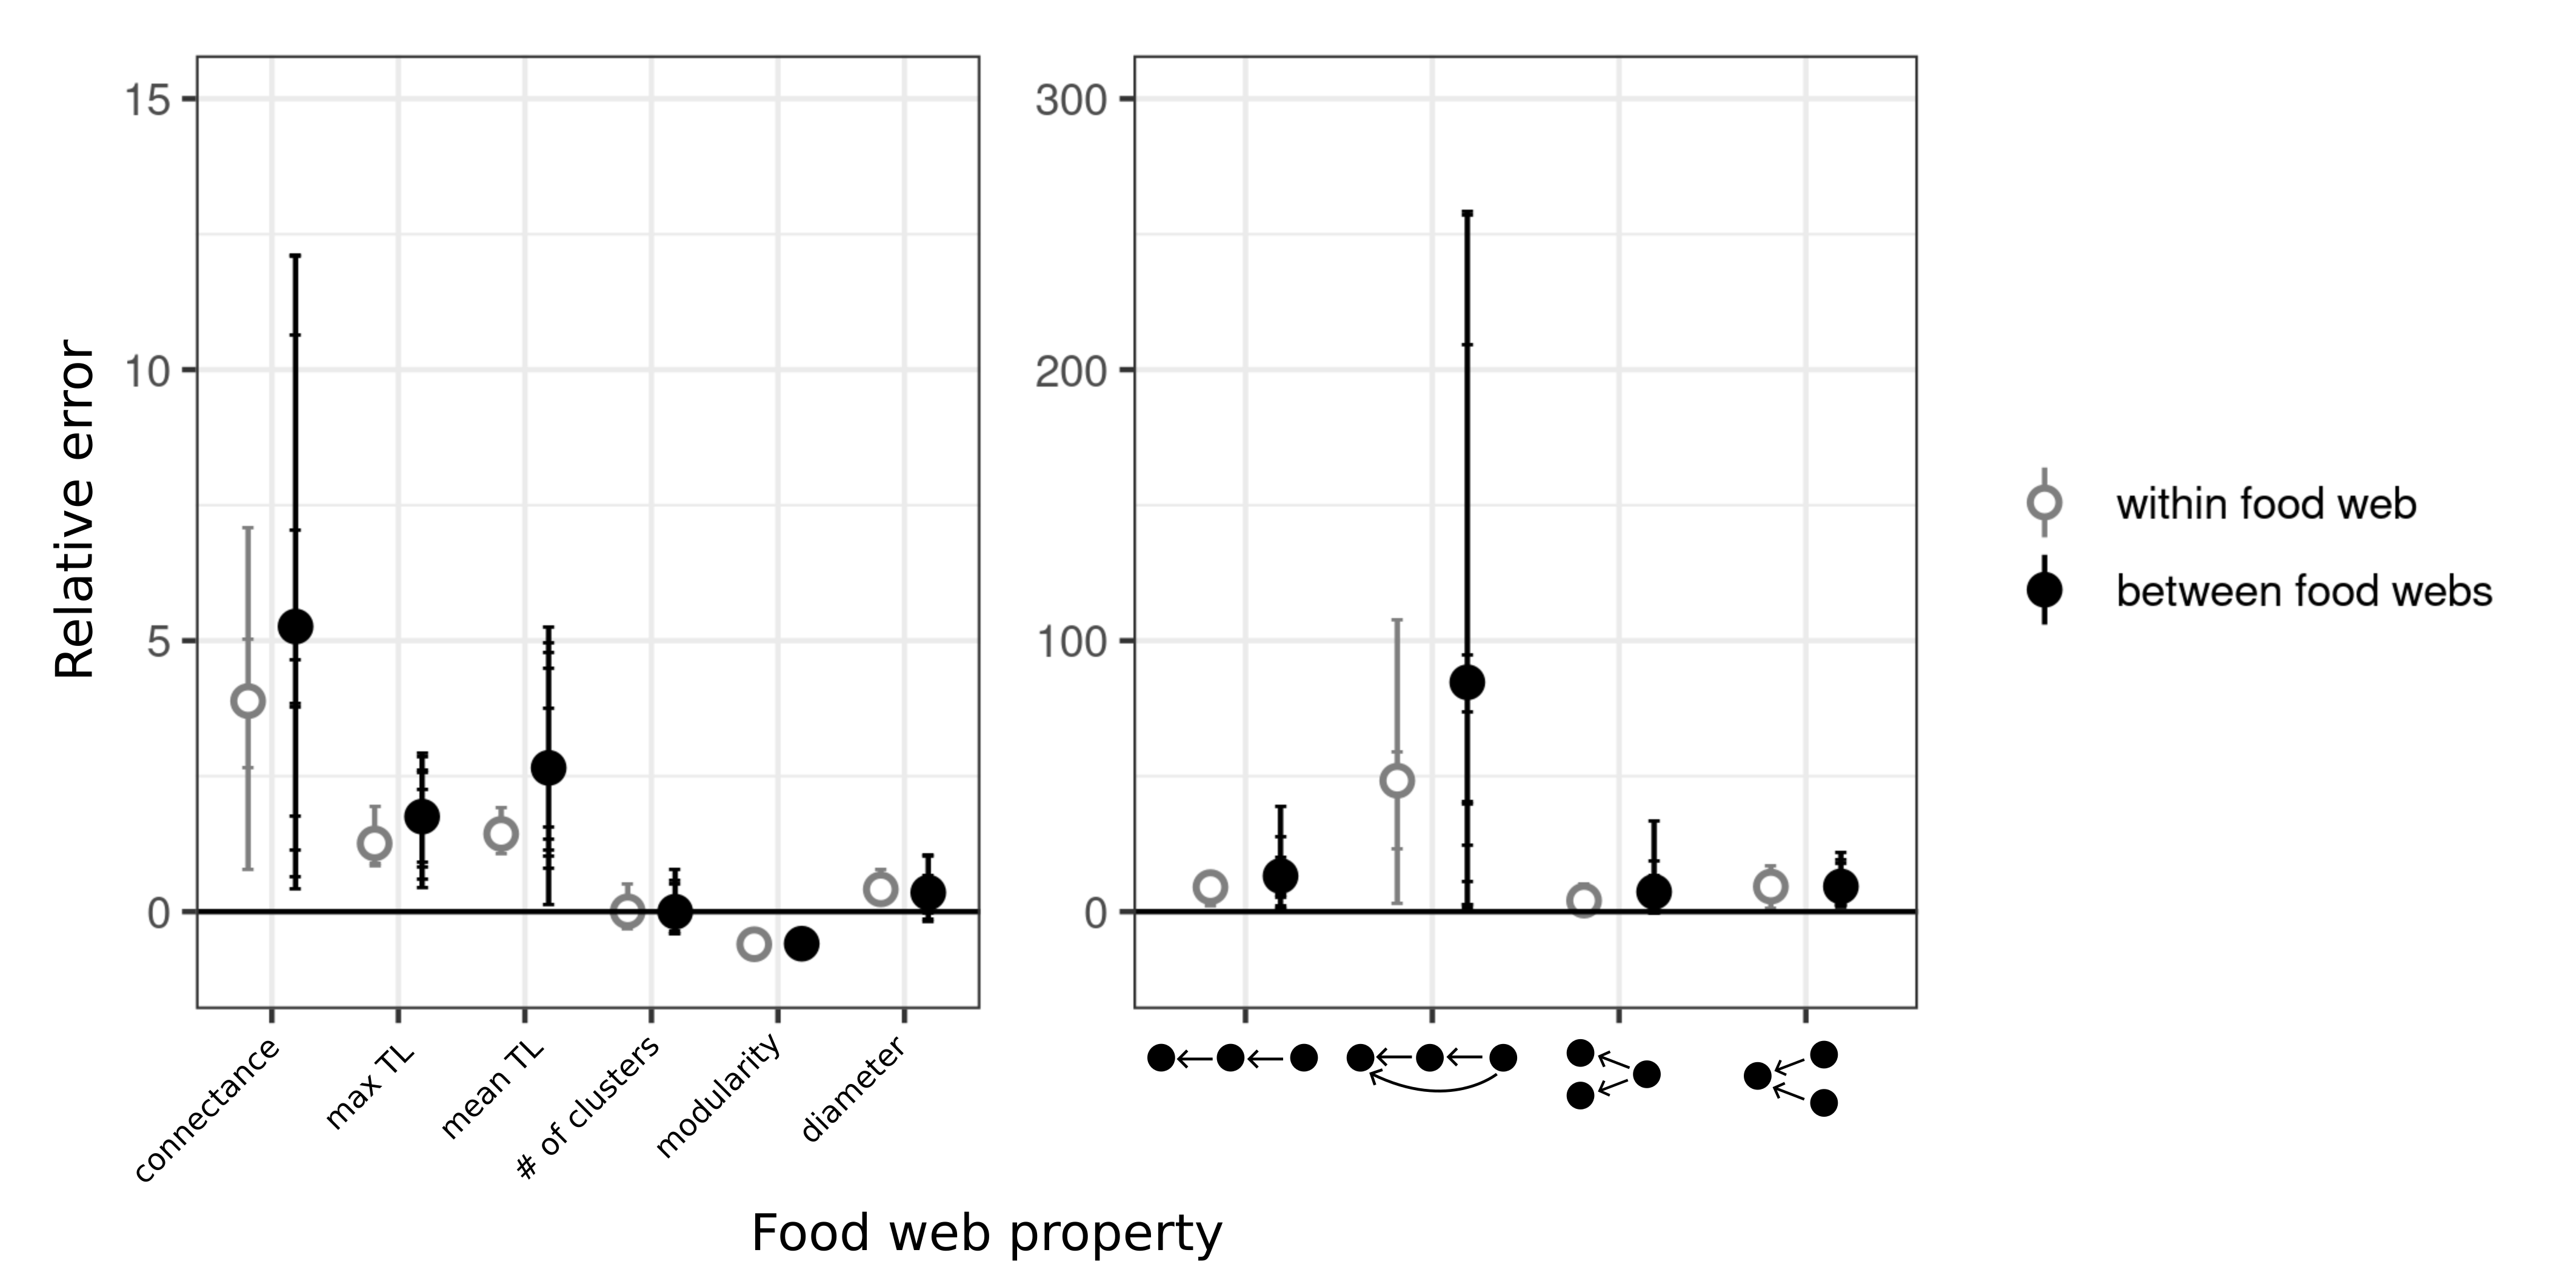 Relative error
15
10
5
0
connectance
max TL
mean TL
# of clusters
modularity
diameter
300
200
100
0
Food web property
within food web
between food webs